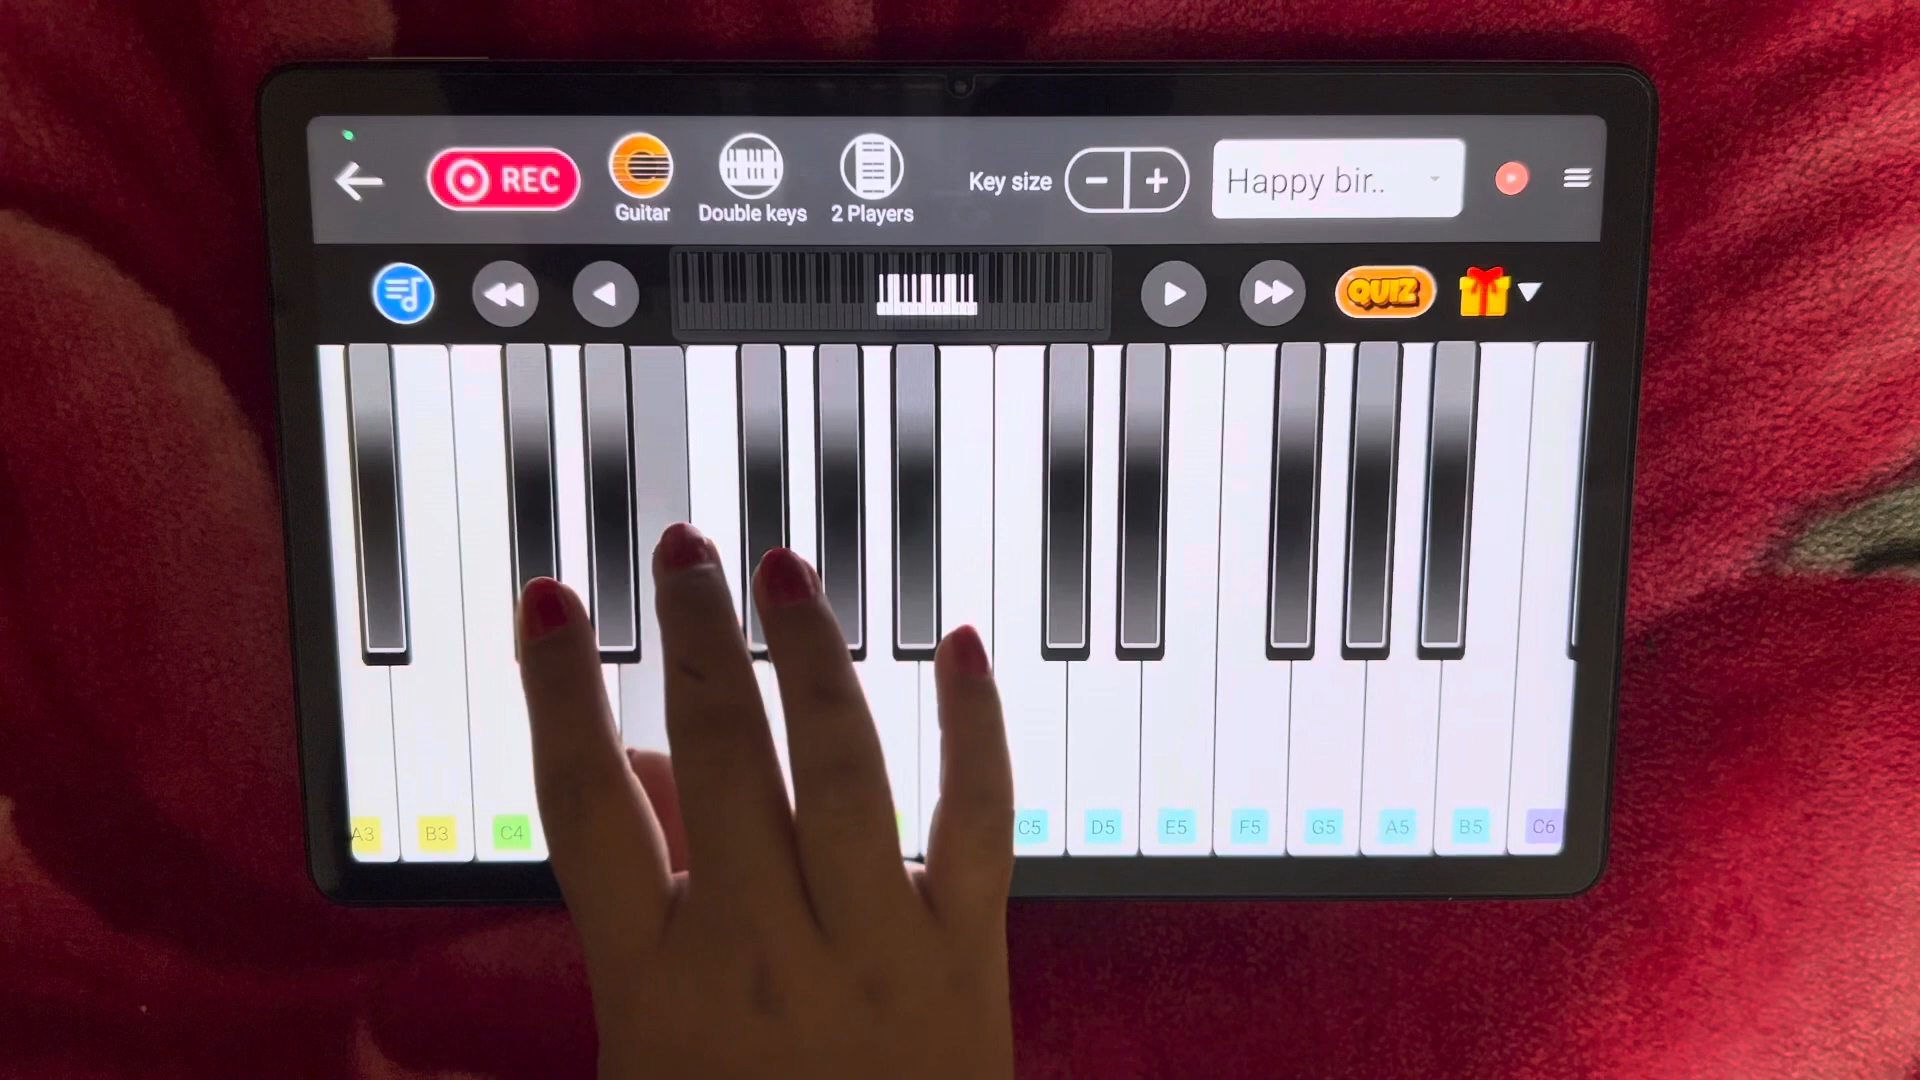 REC
Guitar
Double keys
2 Players
Key size
- +
Happy bir..
QUIZ
A3 B3 C4 C5 D5 E5 F5 G5 A5 B5 C6